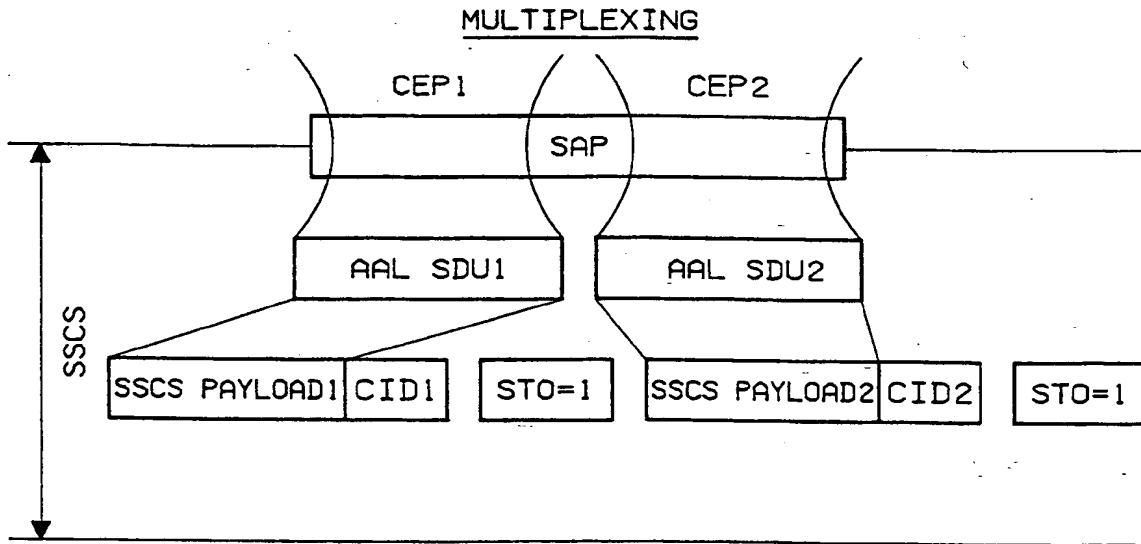 MULTIPLEXING
CEP1 CEP2
SAP
AAL SDU1 AAL SDU2
SSCS
SSCS PAYLOAD1 CID1 STO=1 SSCS PAYLOAD2 CID2 STO=1